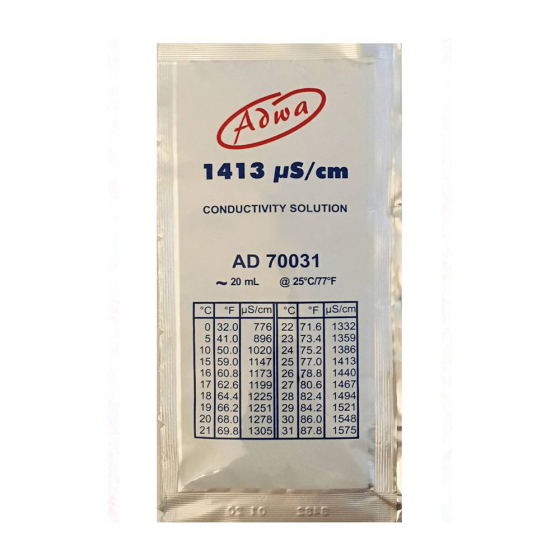 Adwa
1413 µS/cm
CONDUCTIVITY SOLUTION
AD 70031
~ 20 mL @ 25°C/77°F
°C °F µS/cm °C °F µS/cm
0 32.0 776 22 71.6 1332
5 41.0 896 23 73.4 1359
10 50.0 1020 24 75.2 1386
15 59.0 1147 25 77.0 1413
16 60.8 1173 26 78.8 1440
17 62.6 1199 27 80.6 1467
18 64.4 1225 28 82.4 1494
19 66.2 1251 29 84.2 1521
20 68.0 1278 30 86.0 1548
21 69.8 1305 31 87.8 1575